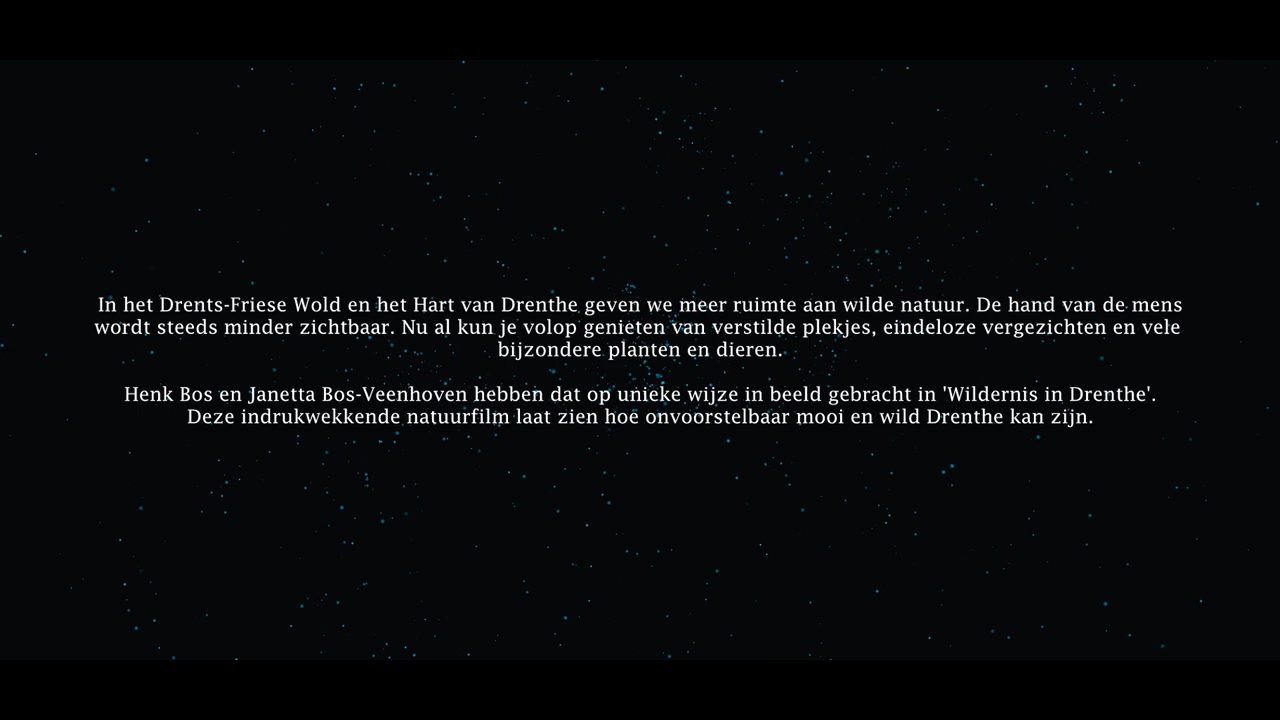 In het Drents-Friese Wold en het Hart van Drenthe geven we meer ruimte aan wilde natuur. De hand van de mens
wordt steeds minder zichtbaar. Nu al kun je volop genieten van verstilde plekjes, eindeloze vergezichten en vele
bijzondere planten en dieren.
Henk Bos en Janetta Bos-Veenhoven hebben dat op unieke wijze in beeld gebracht in 'Wildernis in Drenthe'.
Deze indrukwekkende natuurfilm laat zien hoe onvoorstelbaar mooi en wild Drenthe kan zijn.